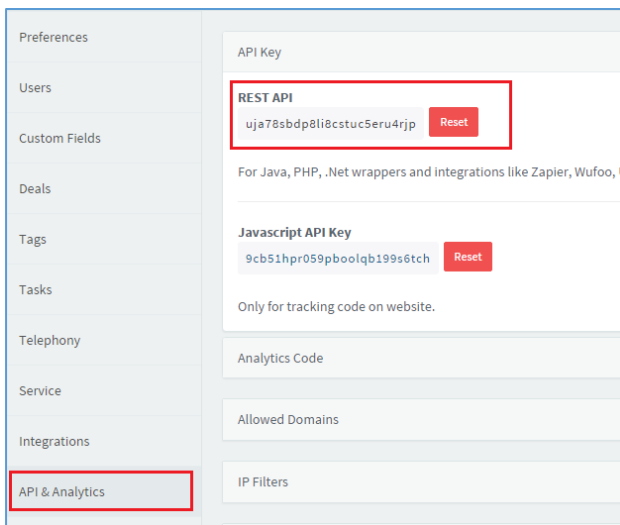 Preferences
Users
Custom Fields
Deals
Tags
Tasks
Telephony
Service
Integrations
API & Analytics
API Key
REST API
uja78sbdp8li8cstuc5eru4rjp Reset
For Java, PHP, .Net wrappers and integrations like Zapier, Wufoo,
Javascript API Key
9cb51hpr059pboolqb199s6tch Reset
Only for tracking code on website.
Analytics Code
Allowed Domains
IP Filters